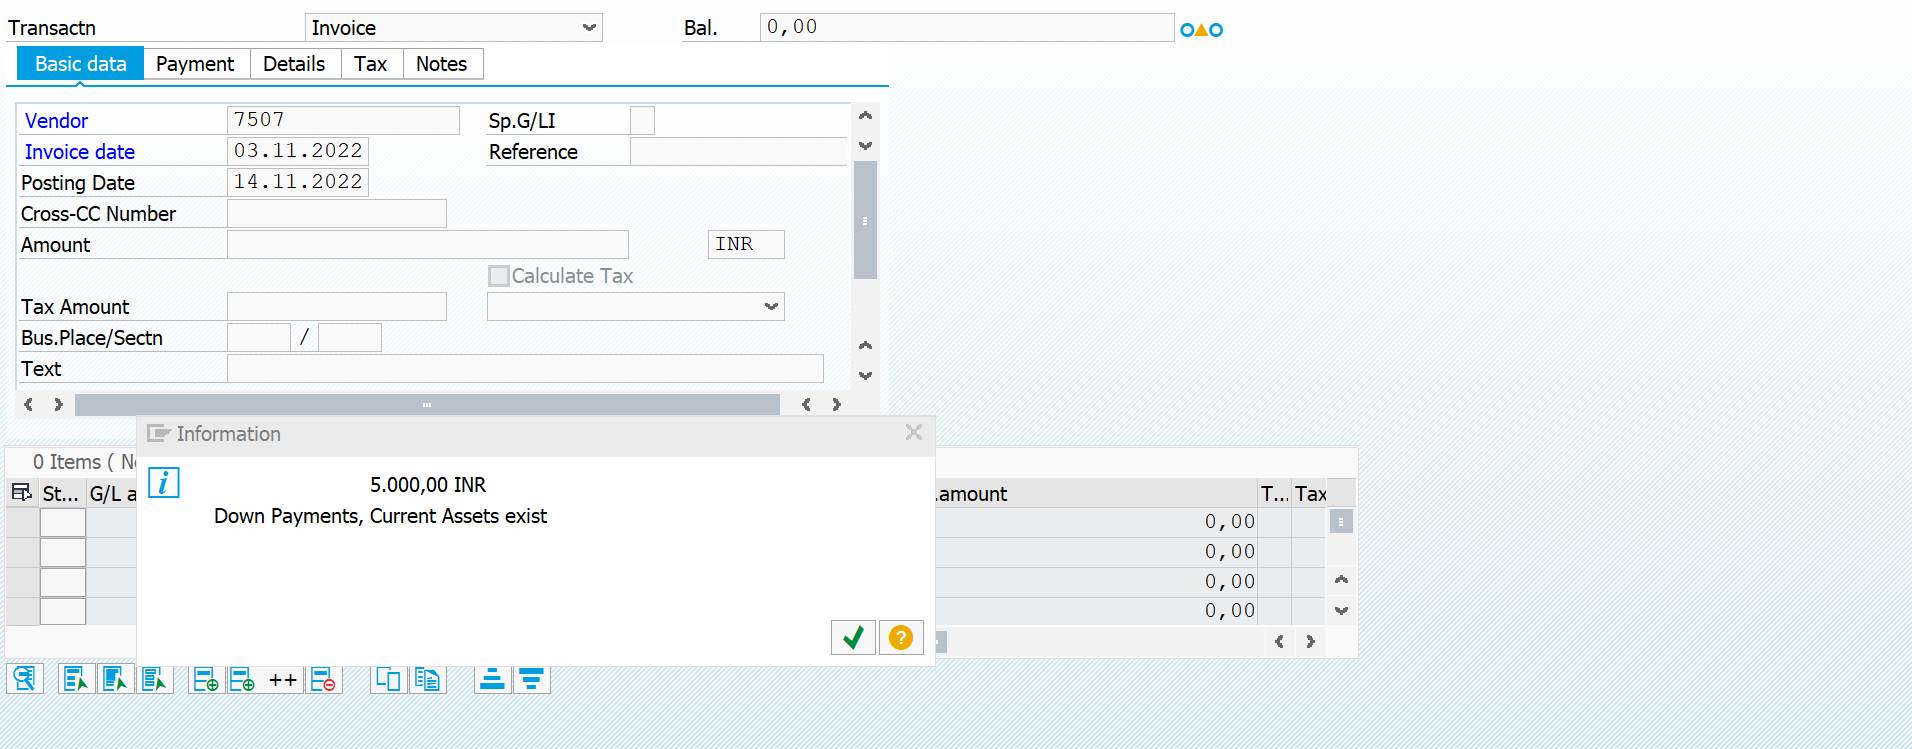 Transactn Invoice Bal. 0,00
Basic data Payment Details Tax Notes
Vendor 7507 Sp.G/LI
Invoice date 03.11.2022 Reference
Posting Date 14.11.2022
Cross-CC Number
Amount INR
Calculate Tax
Tax Amount
Bus.Place/Sectn /
Text
Information
0 Items ( No
5.000,00 INR
St... G/L a .amount T... Tax
Down Payments, Current Assets exist
0,00
0,00
0,00
0,00
++